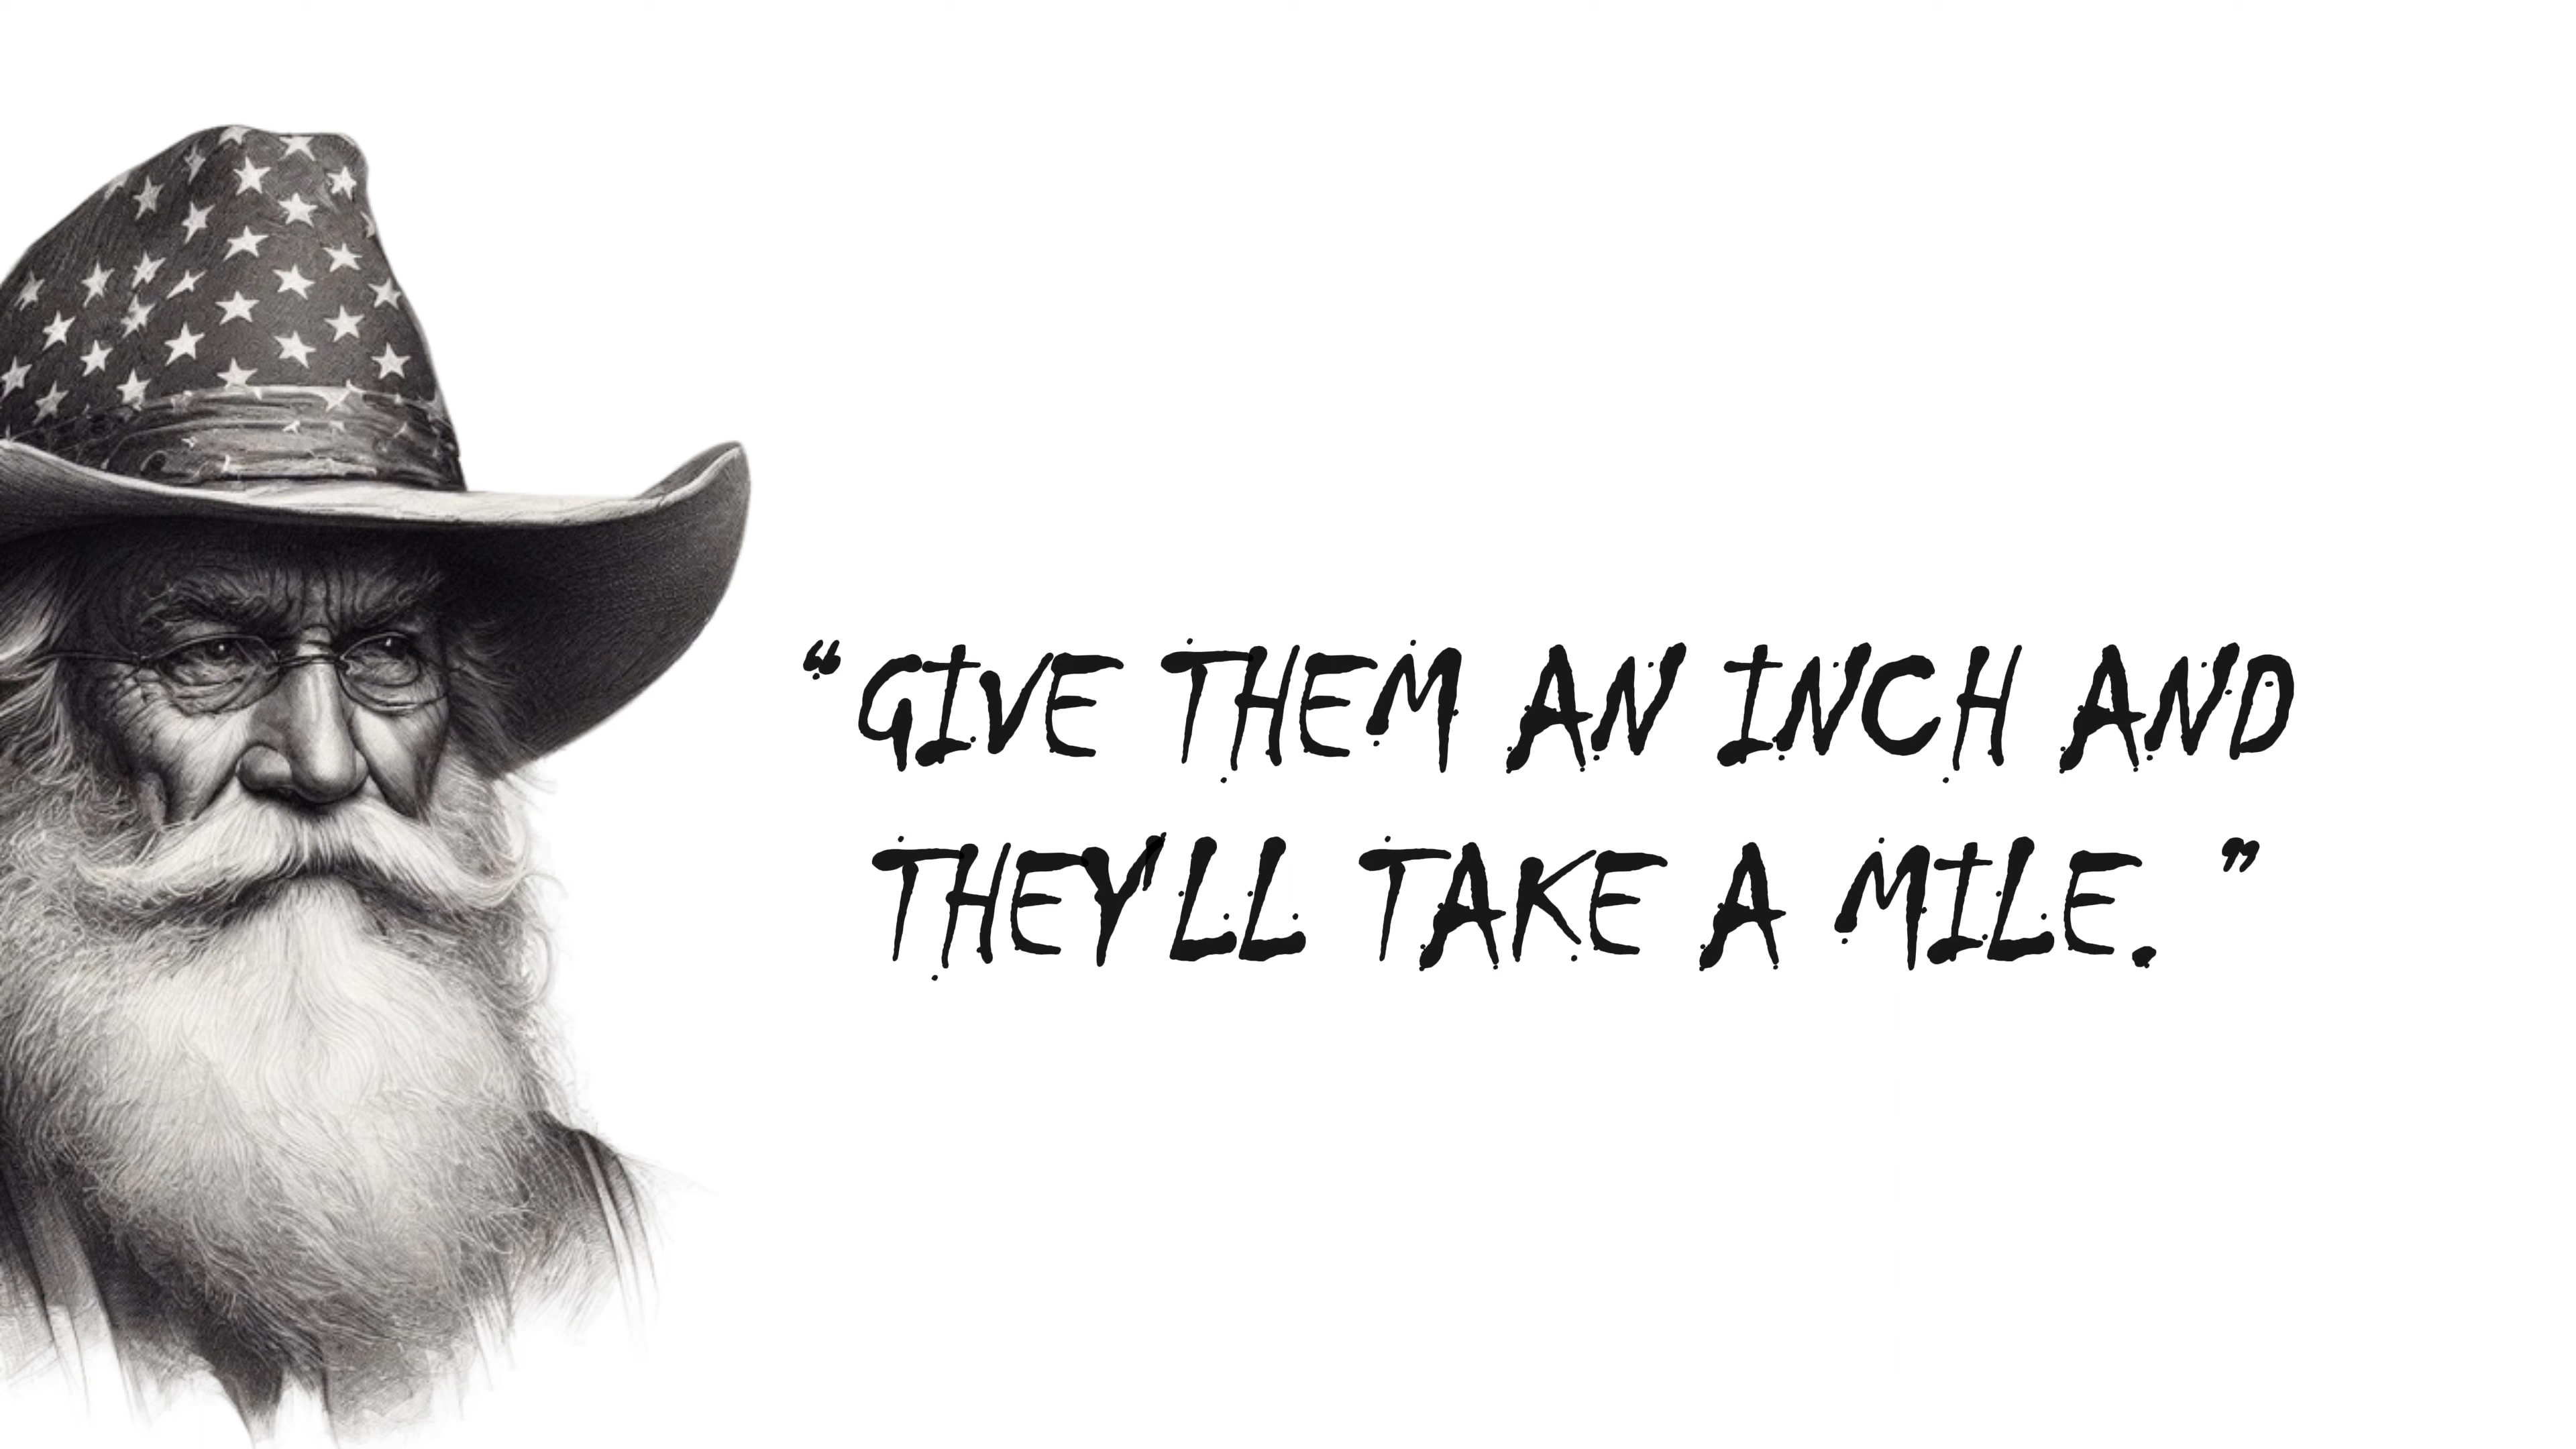 “GIVE THEM AN INCH AND
THEY'LL TAKE A MILE. ”